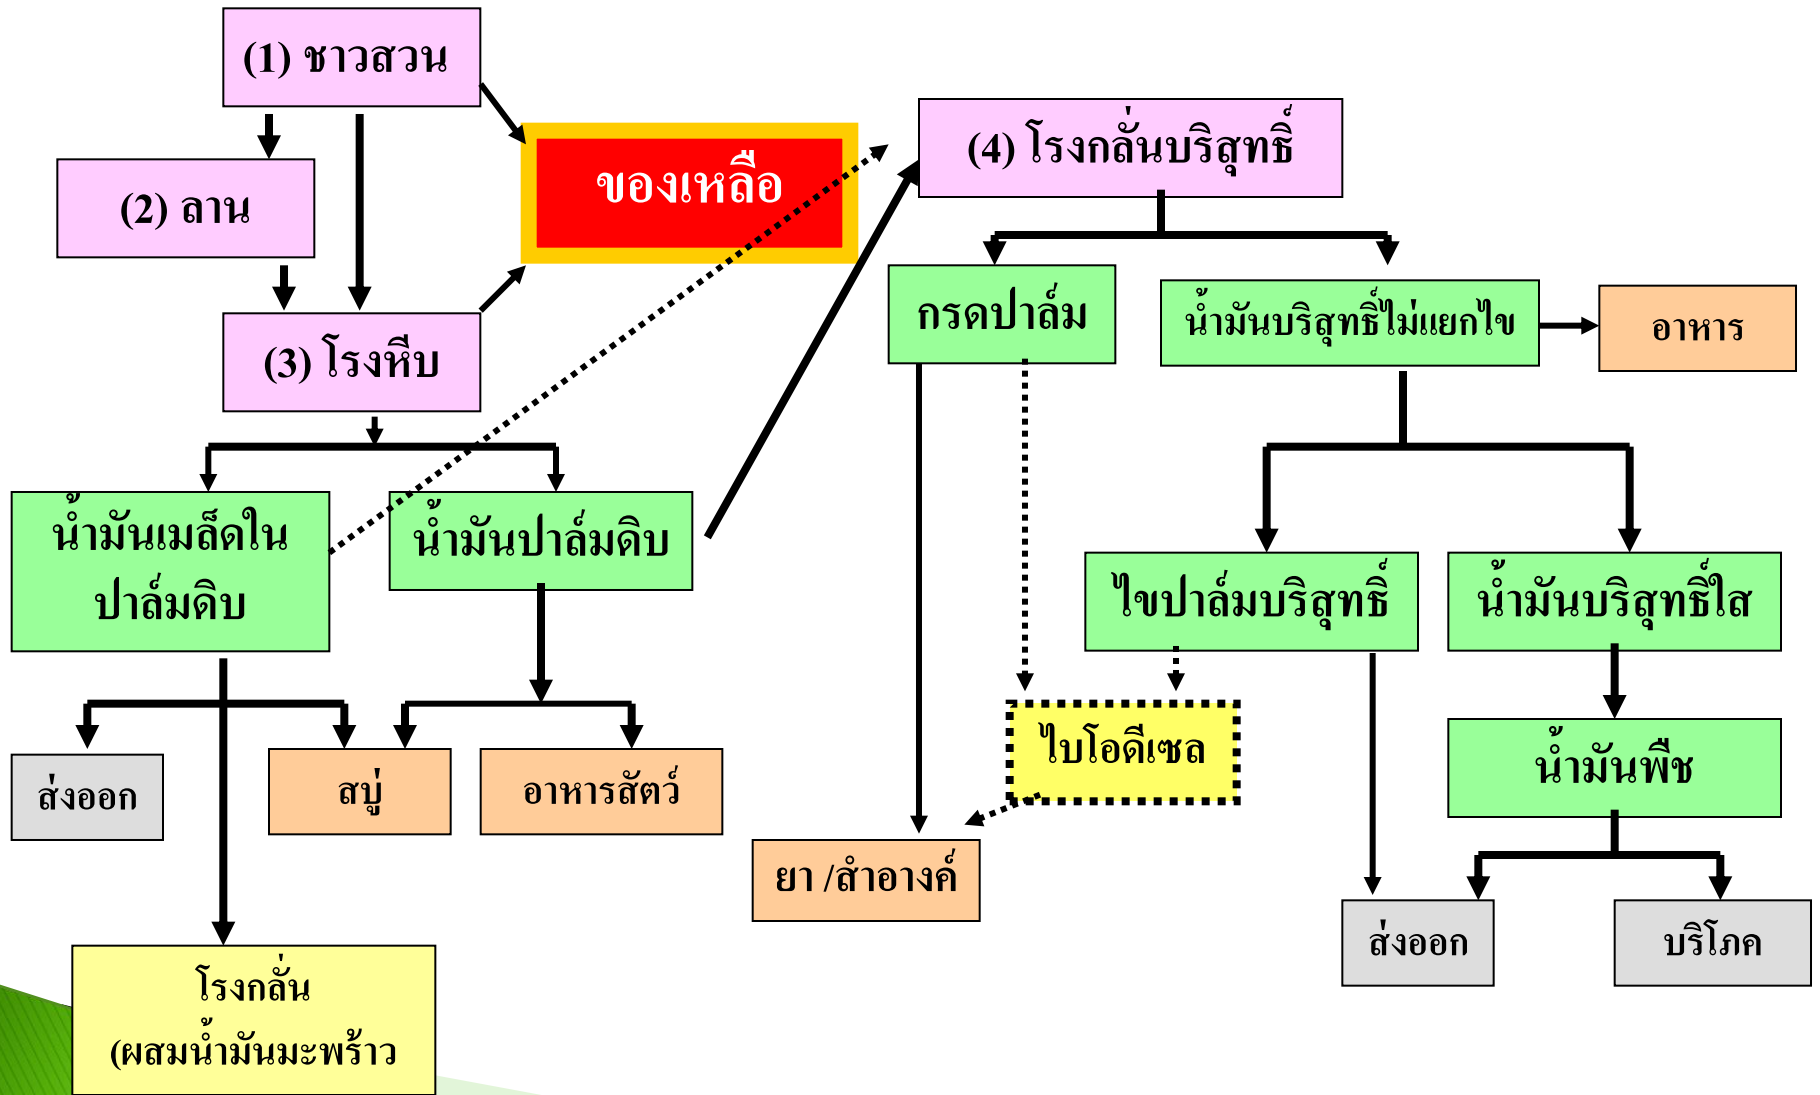 (1) ชาวสวน
(2) ลาน
(3) โรงหีบ
ของเหลือ
น้ำมันเมล็ดใน
ปาล์มดิบ
น้ำมันปาล์มดิบ
ส่งออก
สบู่
อาหารสัตว์
โรงกลั่น
(ผสมน้ำมันมะพร้าว
(4) โรงกลั่นบริสุทธิ์
กรดปาล์ม
น้ำมันบริสุทธิ์ไม่แยกไข
อาหาร
ไขปาล์มบริสุทธิ์
น้ำมันบริสุทธิ์ใส
ไบโอดีเซล
น้ำมันพืช
ยา /สำอางค์
ส่งออก
บริโภค